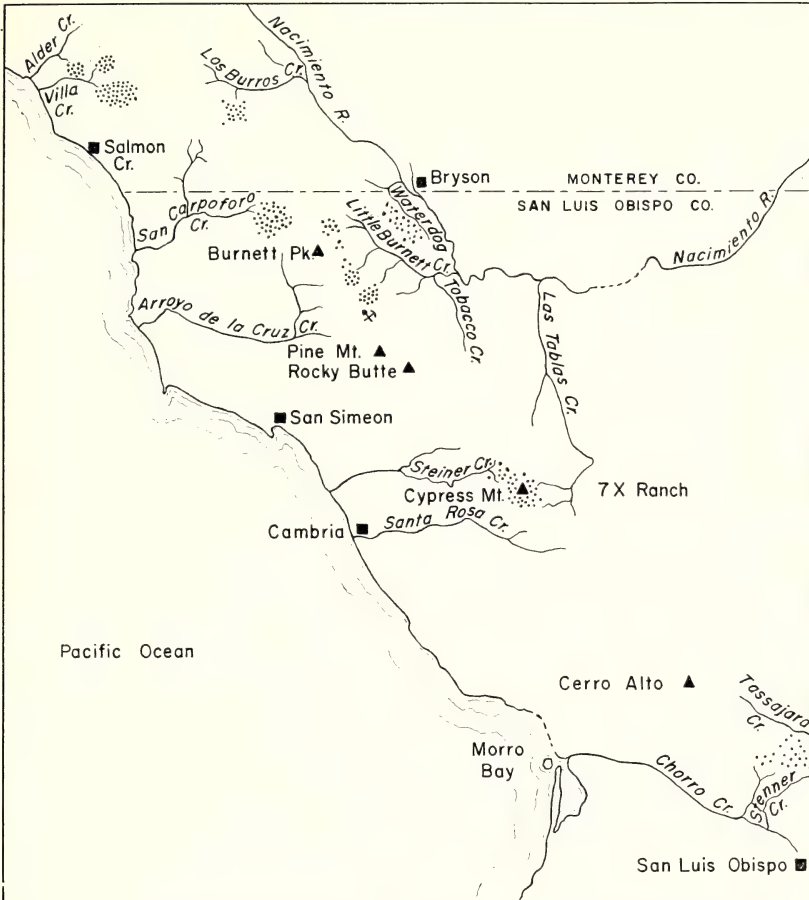 Alder Cr.
Villa
Cr.
Los Burros
Cr.
Nacimiento R.
Salmon
Cr.
Bryson
MONTEREY CO.
SAN LUIS OBISPO CO.
San Carpoforo
Cr.
Waterdog
Cr.
Little Burnett
Burnett Pk.
Nacimiento R.
Tobacco Cr.
Arroyo de la Cruz Cr.
Las Tablas Cr.
Pine Mt.
Rocky Butte
San Simeon
Steiner Cr.
Cypress Mt.
7X Ranch
Cambria
Santa Rosa Cr.
Pacific Ocean
Cerro Alto
Tassajara
Cr.
Morro
Bay
Chorro Cr.
Stenner
Cr.
San Luis Obispo